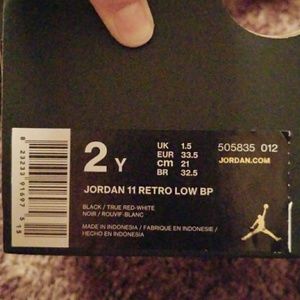 2 Y
UK 1.5
EUR 33.5
cm 21
BR 32.5
505835 012
JORDAN.COM
JORDAN 11 RETRO LOW BP
BLACK / TRUE RED-WHITE
NOIR / ROUVIF-BLANC
MADE IN INDONESIA / FABRIQUE EN INDONESIE /
HECHO EN INDONESIA